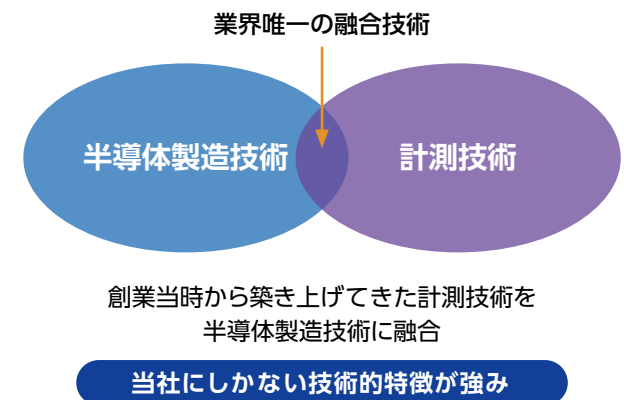 業界唯一の融合技術
半導体製造技術
計測技術
創業当時から築き上げてきた計測技術を
半導体製造技術に融合
当社にしかない技術的特徴が強み